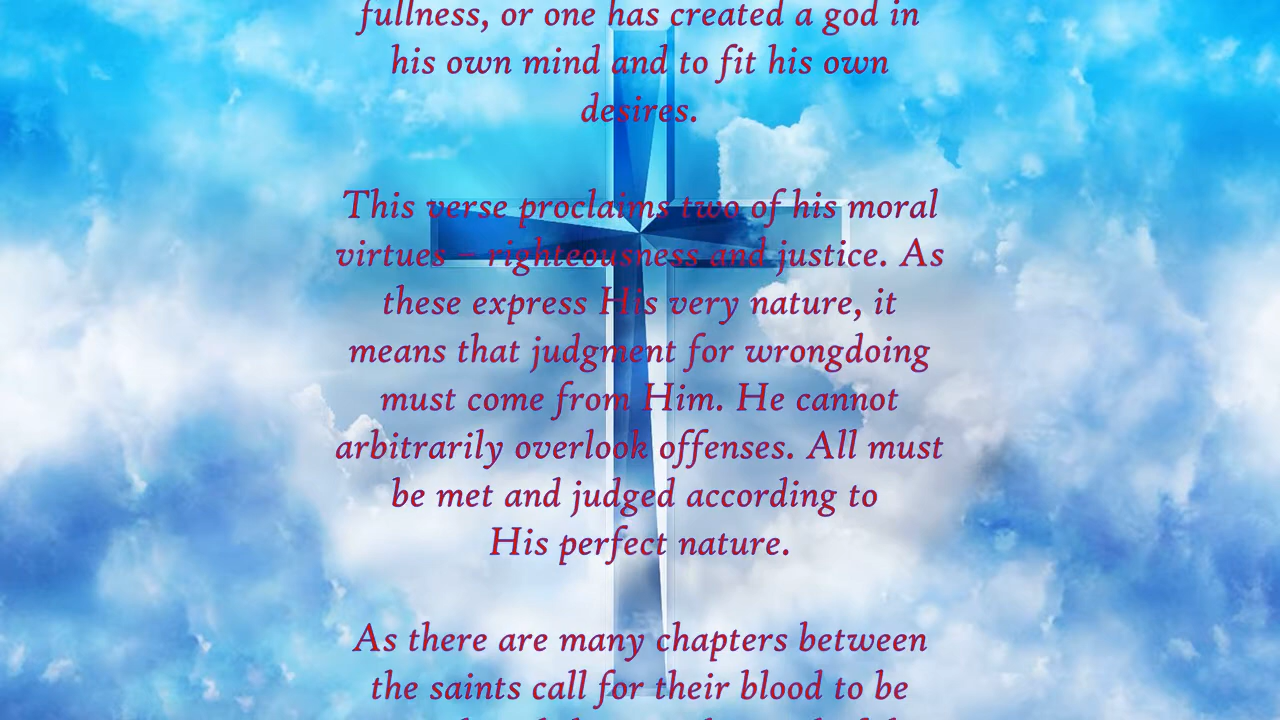 fullness, or one has created a god in
his own mind and to fit his own
desires.
This verse proclaims two of his moral
virtues – righteousness and justice. As
these express His very nature, it
means that judgment for wrongdoing
must come from Him. He cannot
arbitrarily overlook offenses. All must
be met and judged according to
His perfect nature.
As there are many chapters between
the saints call for their blood to be